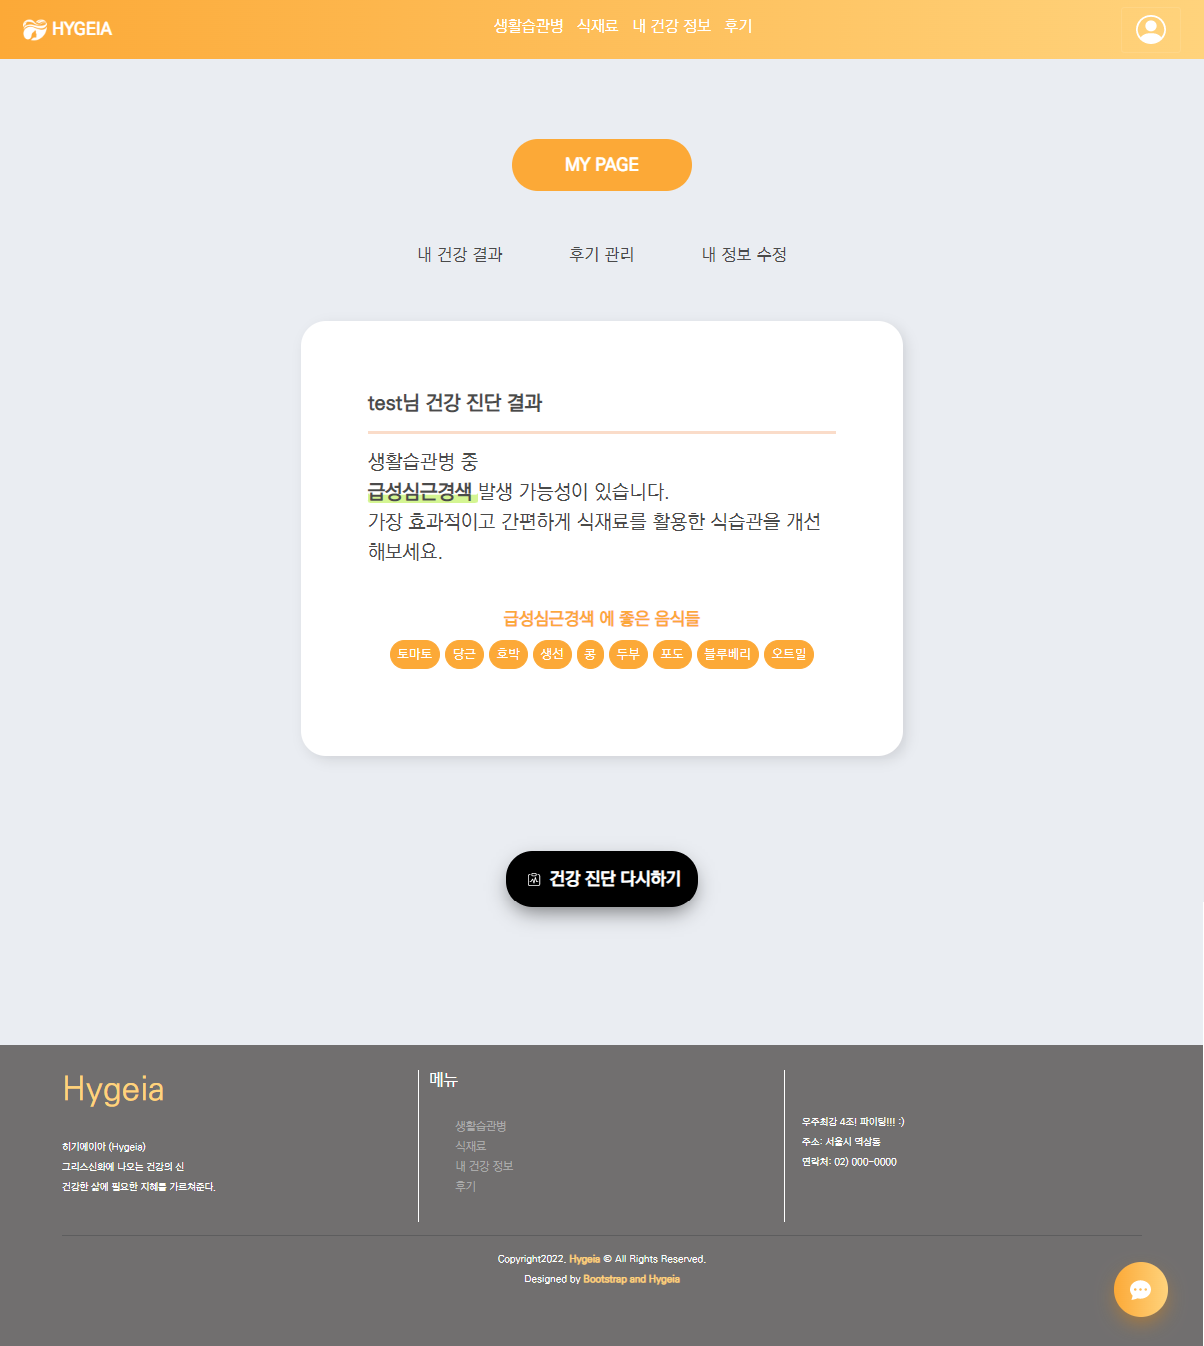 HYGEIA
생활습관병 식재료 내 건강 정보 후기
MY PAGE
내 건강 결과 후기 관리 내 정보 수정
test님 건강 진단 결과
생활습관병 중
급성심근경색 발생 가능성이 있습니다.
가장 효과적이고 간편하게 식재료를 활용한 식습관을 개선
해보세요.
급성심근경색 에 좋은 음식들
토마토 당근 호박 생선 콩 두부 포도 블루베리 오트밀
건강 진단 다시하기
Hygeia
히기에이아 (Hygeia)
그리스신화에 나오는 건강의 신
건강한 삶에 필요한 지혜를 가르쳐준다.
메뉴
생활습관병
식재료
내 건강 정보
후기
우주최강 4조! 파이팅!!! :)
주소: 서울시 역삼동
연락처: 02) 000-0000
Copyright2022. Hygeia © All Rights Reserved.
Designed by Bootstrap and Hygeia